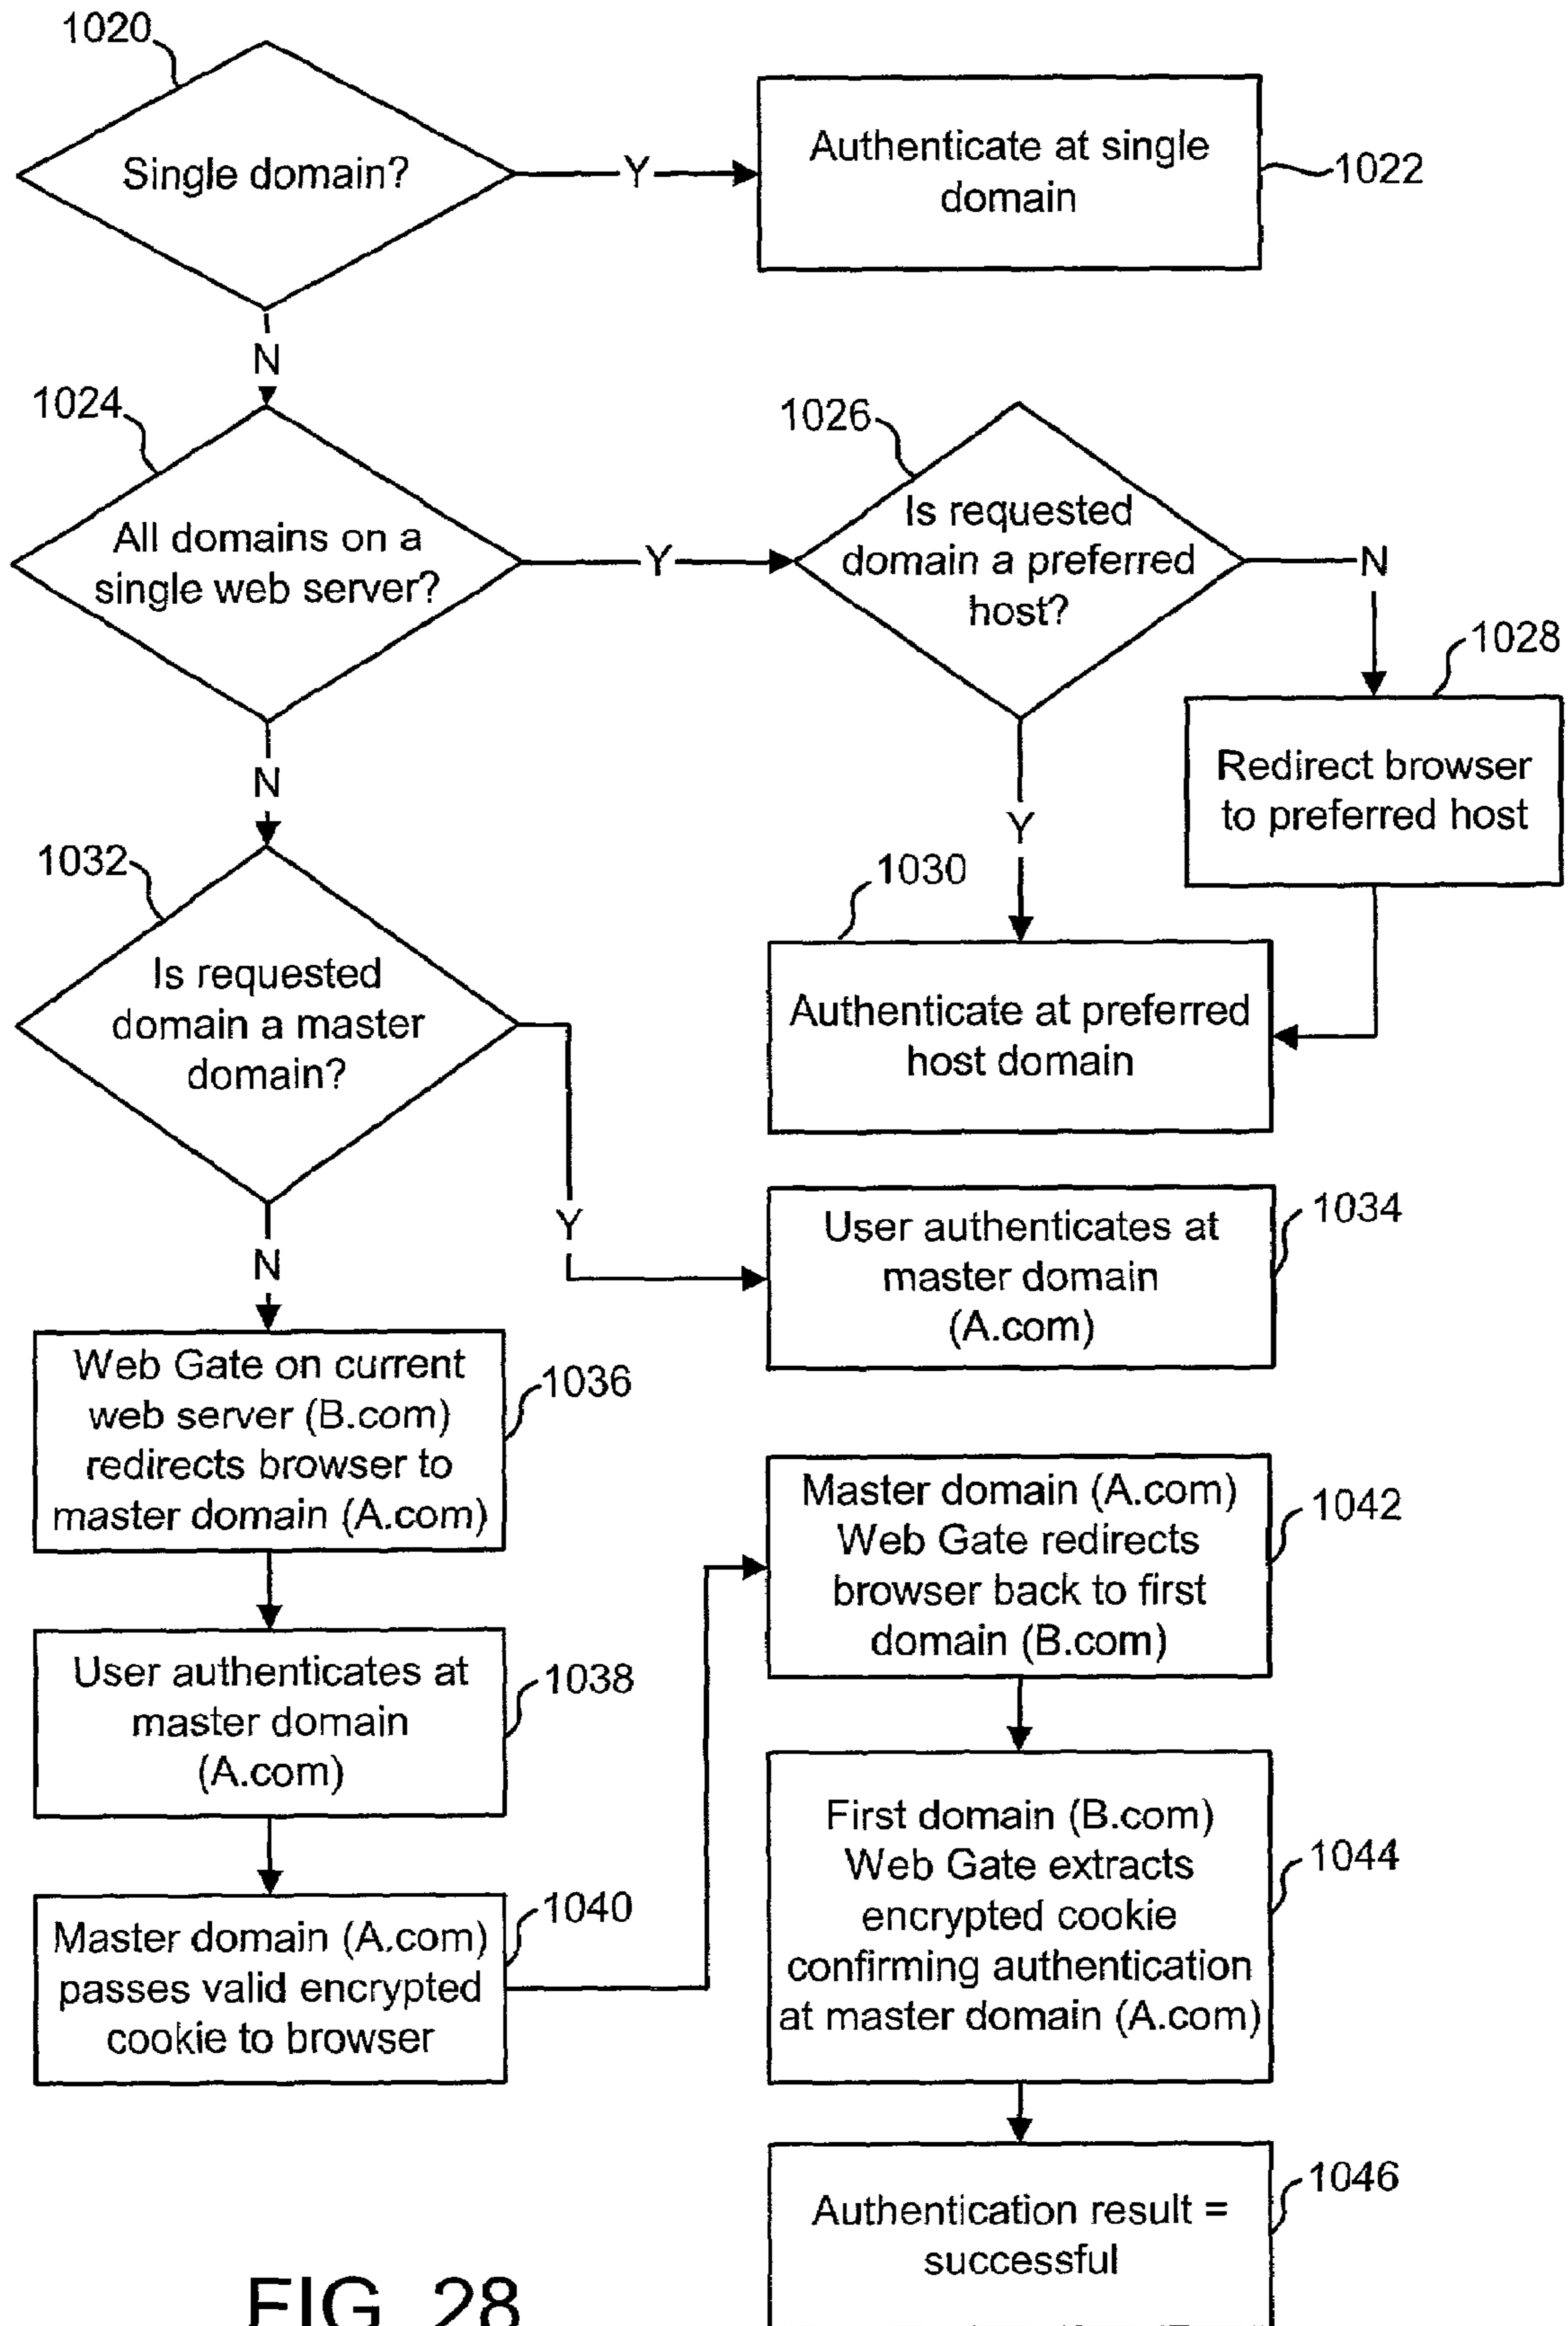 1020
Single domain?
Y
Authenticate at single
domain
1022
N
1024
All domains on a
single web server?
Y
1026
Is requested
domain a preferred
host?
N
1028
Redirect browser
to preferred host
Y
1030
Authenticate at preferred
host domain
N
1032
Is requested
domain a master
domain?
Y
1034
User authenticates at
master domain
(A.com)
N
Web Gate on current
web server (B.com)
redirects browser to
master domain (A.com)
1036
User authenticates at
master domain
(A.com)
1038
Master domain (A.com)
passes valid encrypted
cookie to browser
1040
Master domain (A.com)
Web Gate redirects
browser back to first
domain (B.com)
1042
First domain (B.com)
Web Gate extracts
encrypted cookie
confirming authentication
at master domain (A.com)
1044
Authentication result =
successful
1046
FIG. 28